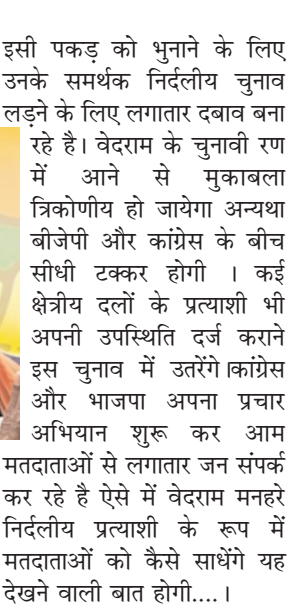 इसी पकड़ को भुनाने के लिए
उनके समर्थक निर्दलीय चुनाव
लड़ने के लिए लगातार दबाव बना
रहे है। वेदराम के चुनावी रण
में आने से मुकाबला
त्रिकोणीय हो जायेगा अन्यथा
बीजेपी और कांग्रेस के बीच
सीधी टक्कर होगी । कई
क्षेत्रीय दलों के प्रत्याशी भी
अपनी उपस्थिति दर्ज कराने
इस चुनाव में उतरेंगे।कांग्रेस
और भाजपा अपना प्रचार
अभियान शुरू कर आम
मतदाताओं से लगातार जन संपर्क
कर रहे है ऐसे में वेदराम मनहरे
निर्दलीय प्रत्याशी के रूप में
मतदाताओं को कैसे साधेंगे यह
देखने वाली बात होगी....।